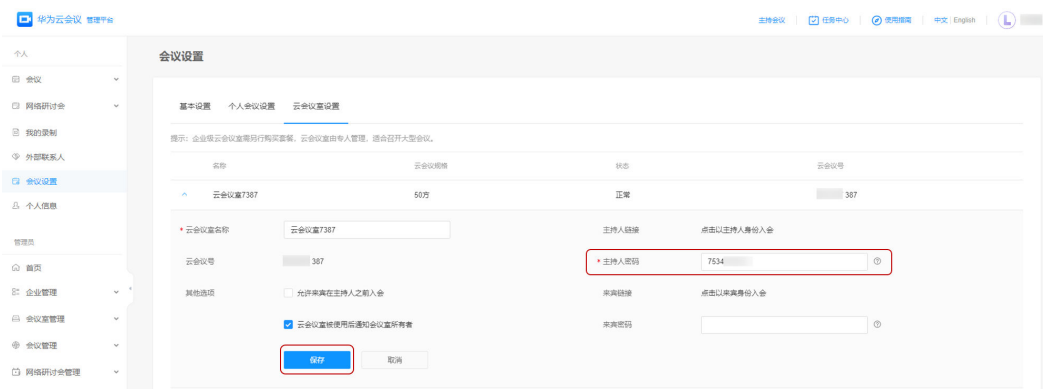 华为云会议 管理平台
主持会议 任务中心 使用指南 中文 | English
个人
会议
网络研讨会
我的录制
外部联系人
会议设置
个人信息
管理员
首页
企业管理
会议室管理
会议管理
网络研讨会管理
会议设置
基本设置 个人会议设置 云会议室设置
提示：企业级云会议室需另行购买套餐，云会议室由专人管理，适合召开大型会议。
名称 云会议规格 状态 云会议号
云会议室7387 50方 正常 387
* 云会议室名称 云会议室7387 主持人链接 点击以主持人身份入会
云会议号 387 * 主持人密码 7534
其他选项 允许来宾在主持人之前入会 来宾链接 点击以来宾身份入会
云会议室被使用后通知会议室所有者 来宾密码
保存 取消